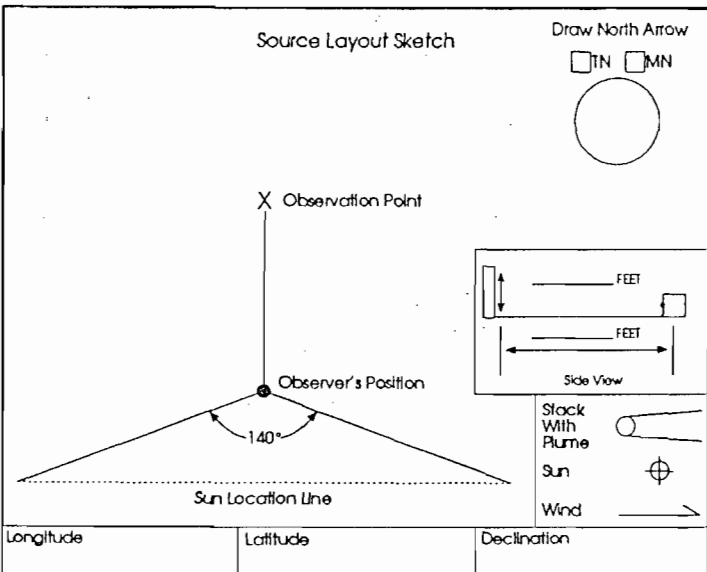 Source Layout Sketch
Draw North Arrow
TN MN
X Observation Point
FEET
FEET
Side View
Observer's Position
140°
Sun Location Line
Stack
With
Plume
Sun
Wind
Longitude
Latitude
Declination